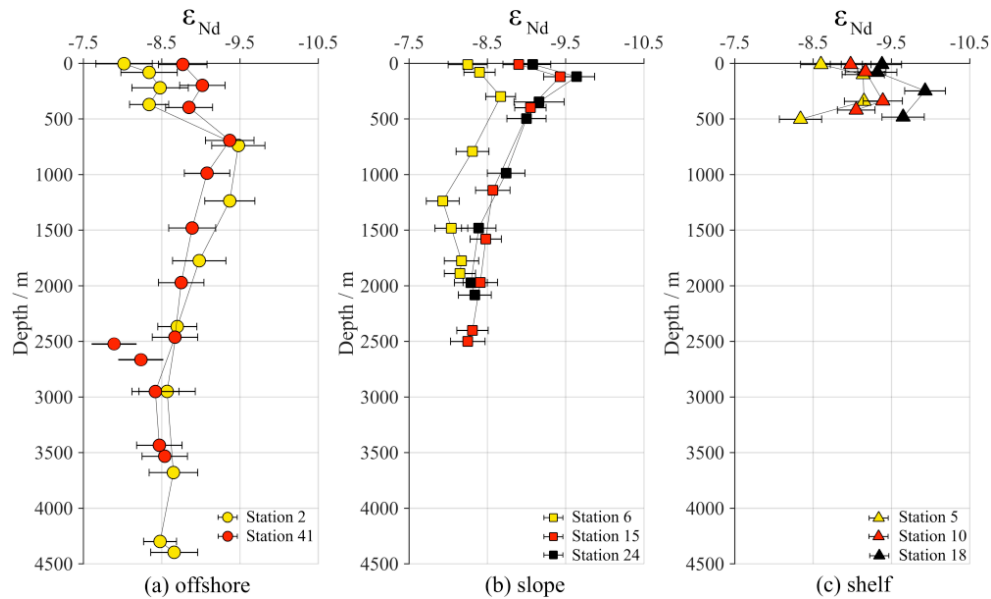 εNd
-7.5 -8.5 -9.5 -10.5
0
500
1000
1500
2000
2500
3000
3500
4000
4500
Depth / m
Station 2
Station 41
(a) offshore
εNd
-7.5 -8.5 -9.5 -10.5
0
500
1000
1500
2000
2500
3000
3500
4000
4500
Depth / m
Station 6
Station 15
Station 24
(b) slope
εNd
-7.5 -8.5 -9.5 -10.5
0
500
1000
1500
2000
2500
3000
3500
4000
4500
Depth / m
Station 5
Station 10
Station 18
(c) shelf